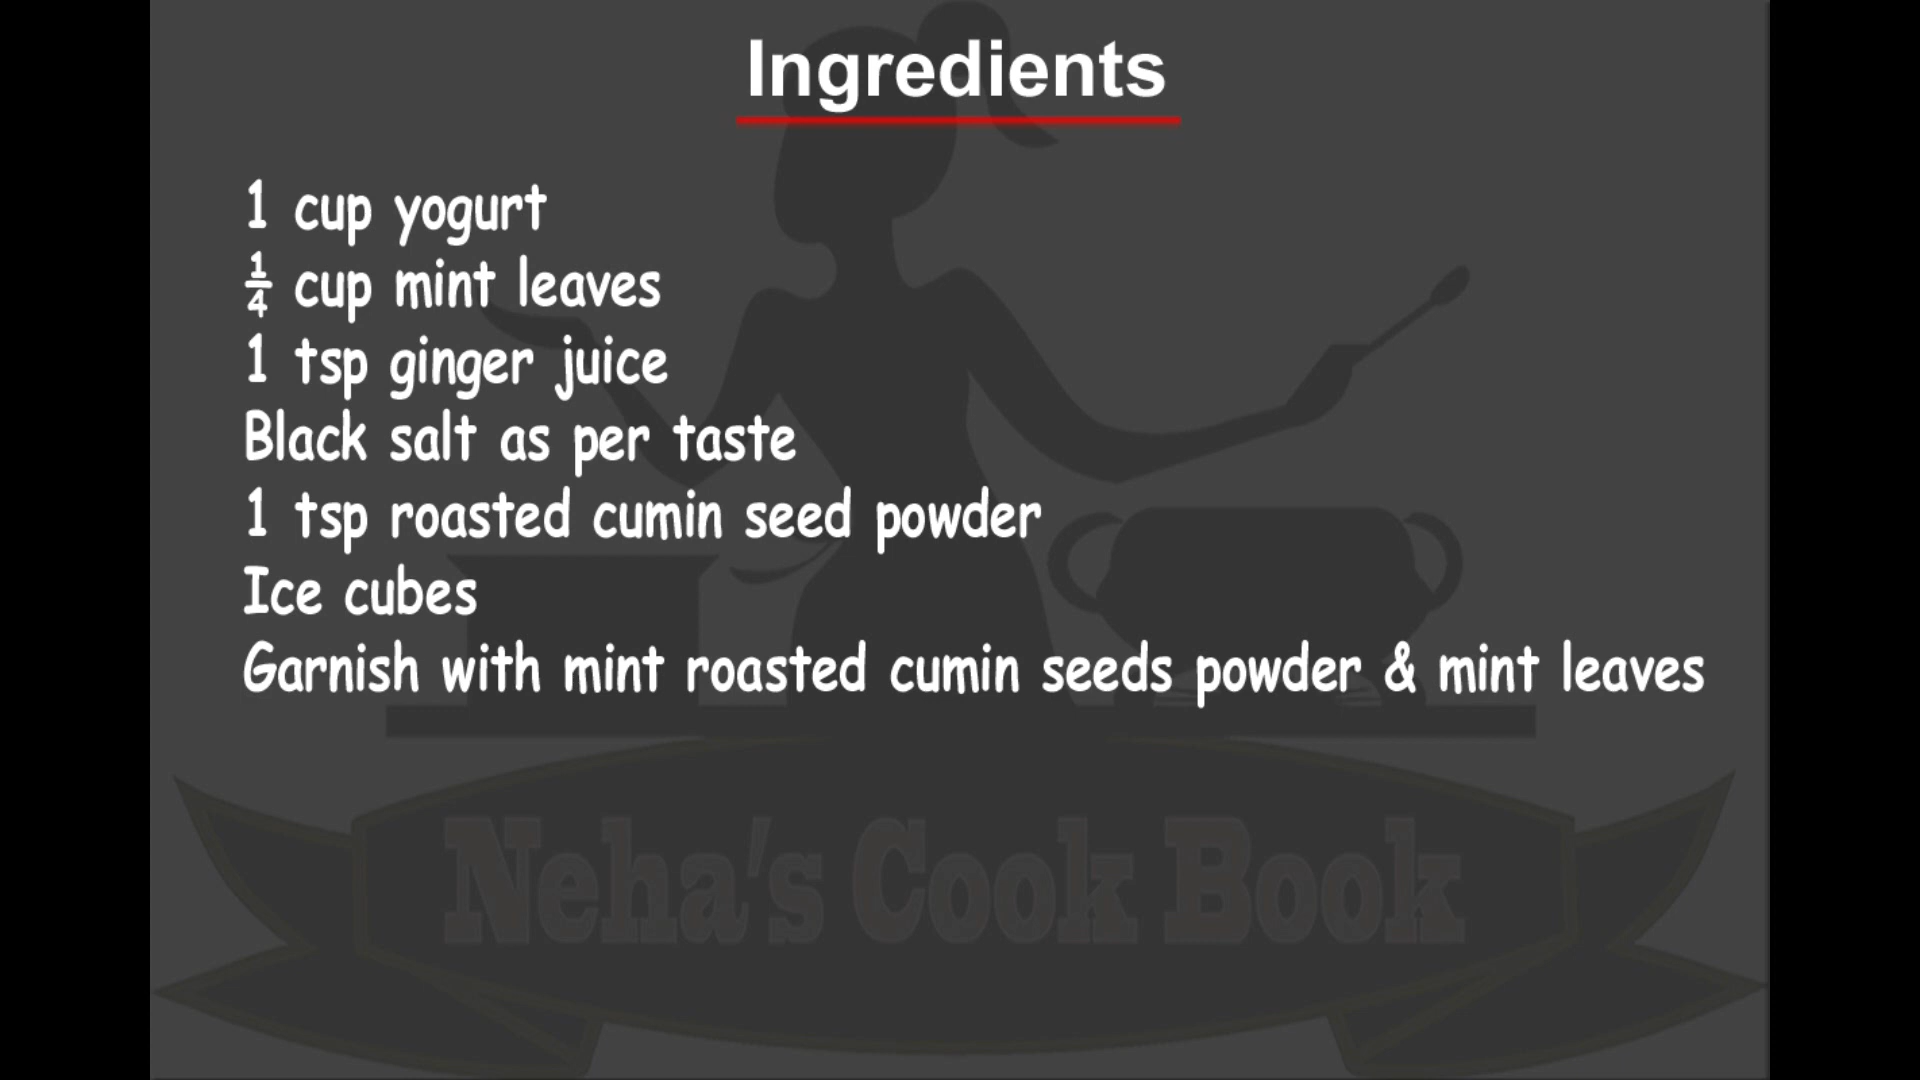 Ingredients
1 cup yogurt
¼ cup mint leaves
1 tsp ginger juice
Black salt as per taste
1 tsp roasted cumin seed powder
Ice cubes
Garnish with mint roasted cumin seeds powder & mint leaves
Neha's Cook Book